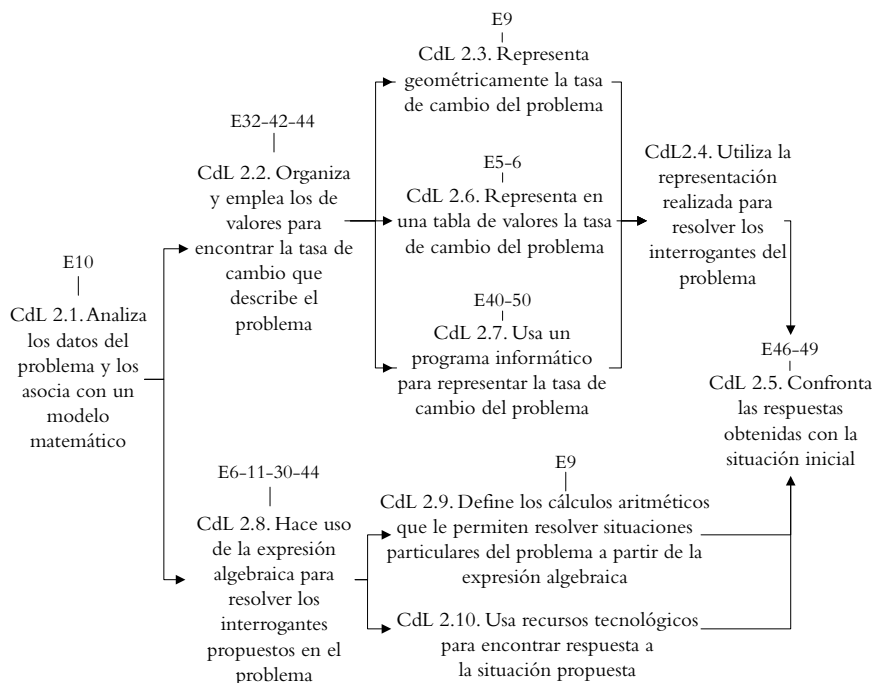 E10
CdL 2.1. Analiza
los datos del
problema y los
asocia con un
modelo
matemático
E32-42-44
CdL 2.2. Organiza
y emplea los de
valores para
encontrar la tasa de
cambio que
describe el
problema
E9
CdL 2.3. Representa
geométricamente la tasa
de cambio del problema
E5-6
CdL 2.6. Representa en
una tabla de valores la tasa
de cambio del problema
E40-50
CdL 2.7. Usa un
programa informático
para representar la tasa de
cambio del problema
CdL2.4. Utiliza la
representación
realizada para
resolver los
interrogantes del
problema
E46-49
CdL 2.5. Confronta
las respuestas
obtenidas con la
situación inicial
E6-11-30-44
CdL 2.8. Hace uso
de la expresión
algebraica para
resolver los
interrogantes
propuestos en el
problema
E9
CdL 2.9. Define los cálculos aritméticos
que le permiten resolver situaciones
particulares del problema a partir de la
expresión algebraica
CdL 2.10. Usa recursos tecnológicos
para encontrar respuesta a
la situación propuesta